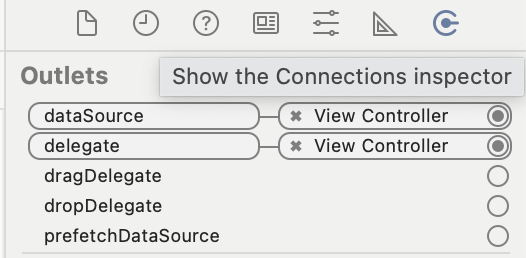 Outlets
Show the Connections inspector
dataSource
View Controller
delegate
View Controller
dragDelegate
dropDelegate
prefetchDataSource